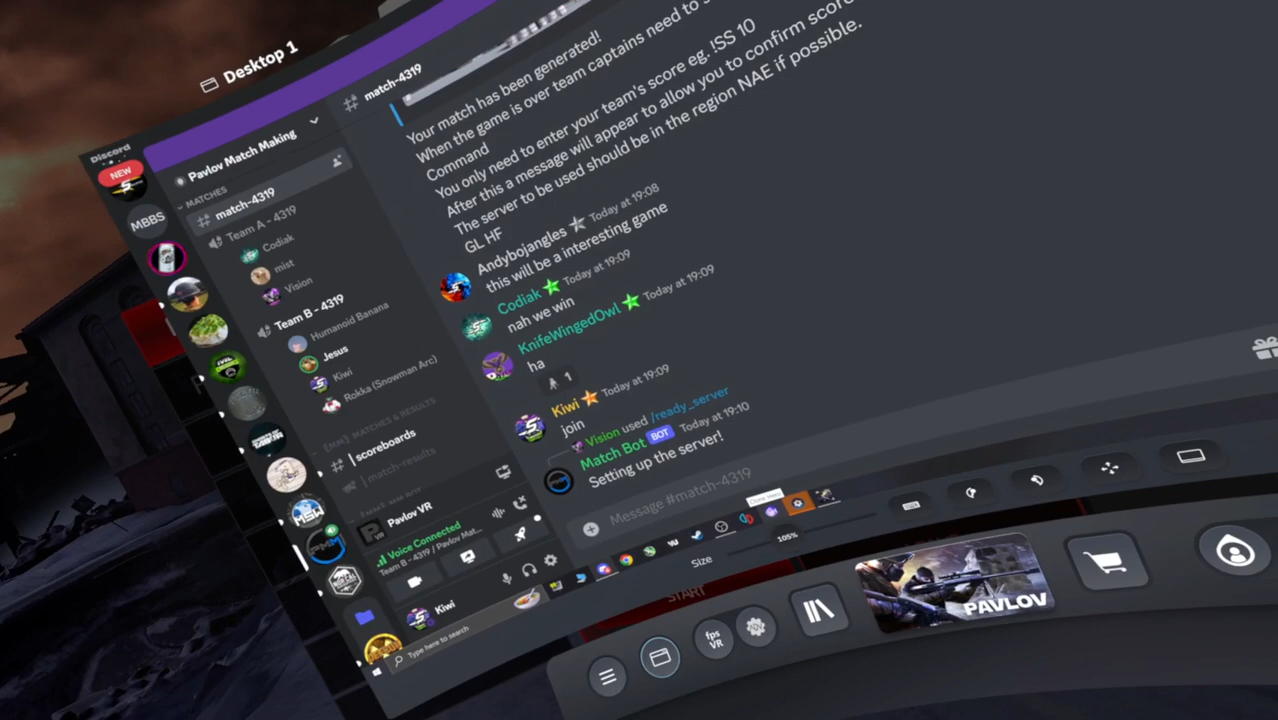 Desktop 1
Discord
NEW
MBBS
Pavlov Match Making
MATCHES
match-4319
Team A - 4319
Codiak
mist
Vision
Team B - 4319
Humanoid Banana
Jesus
Kiwi
Rokka (Snowman Arc)
MATCHES & RESULTS
scoreboards
match-results
Pavlov VR
Voice Connected
Team B - 4319 / Pavlov Mat...
Kiwi
Type here to search
match-4319
Your match has been generated!
When the game is over team captains need to
Command
You only need to enter your team's score eg. !SS 10
After this a message will appear to allow you to confirm score
The server to be used should be in the region NAE if possible.
GL HF
Andybojangles Today at 19:08
this will be a interesting game
Codiak Today at 19:09
nah we win
KnifeWingedOwl Today at 19:09
ha
1
Kiwi Today at 19:09
join
Vision used /ready_server
Match Bot BOT Today at 19:10
Setting up the server!
Message #match-4319
Size
105%
START
fps
VR
ADV
PAVLOV